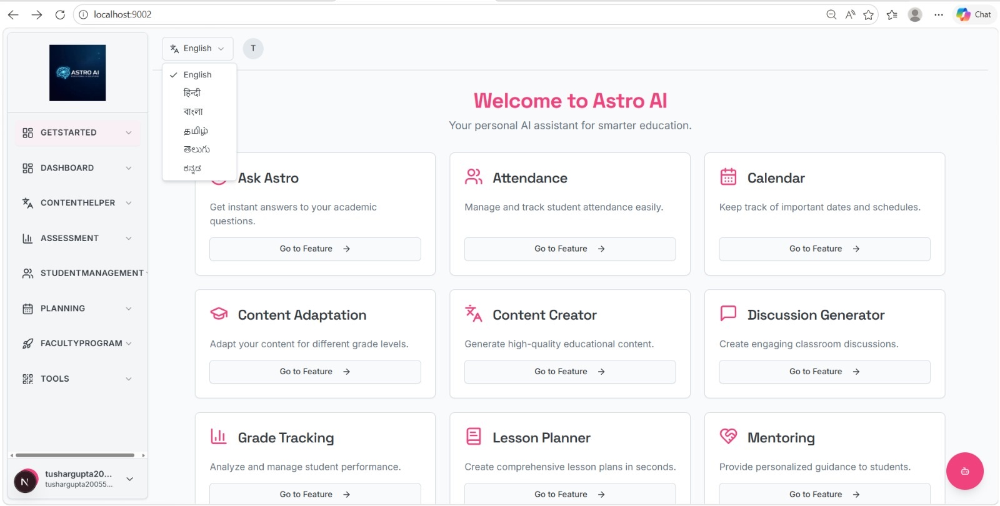 localhost:9002
Chat
ASTRO AI
English
T
English
हिन्दी
বাংলা
தமிழ்
తెలుగు
ಕನ್ನಡ
GETSTARTED
DASHBOARD
CONTENTHELPER
ASSESSMENT
STUDENTMANAGEMENT
PLANNING
FACULTYPROGRAM
TOOLS
N
tushargupta20...
tushargupta20055...
Welcome to Astro AI
Your personal AI assistant for smarter education.
Ask Astro
Get instant answers to your academic
questions.
Go to Feature
Attendance
Manage and track student attendance easily.
Go to Feature
Calendar
Keep track of important dates and schedules.
Go to Feature
Content Adaptation
Adapt your content for different grade levels.
Go to Feature
Content Creator
Generate high-quality educational content.
Go to Feature
Discussion Generator
Create engaging classroom discussions.
Go to Feature
Grade Tracking
Analyze and manage student performance.
Go to Feature
Lesson Planner
Create comprehensive lesson plans in seconds.
Go to Feature
Mentoring
Provide personalized guidance to students.
Go to Feature